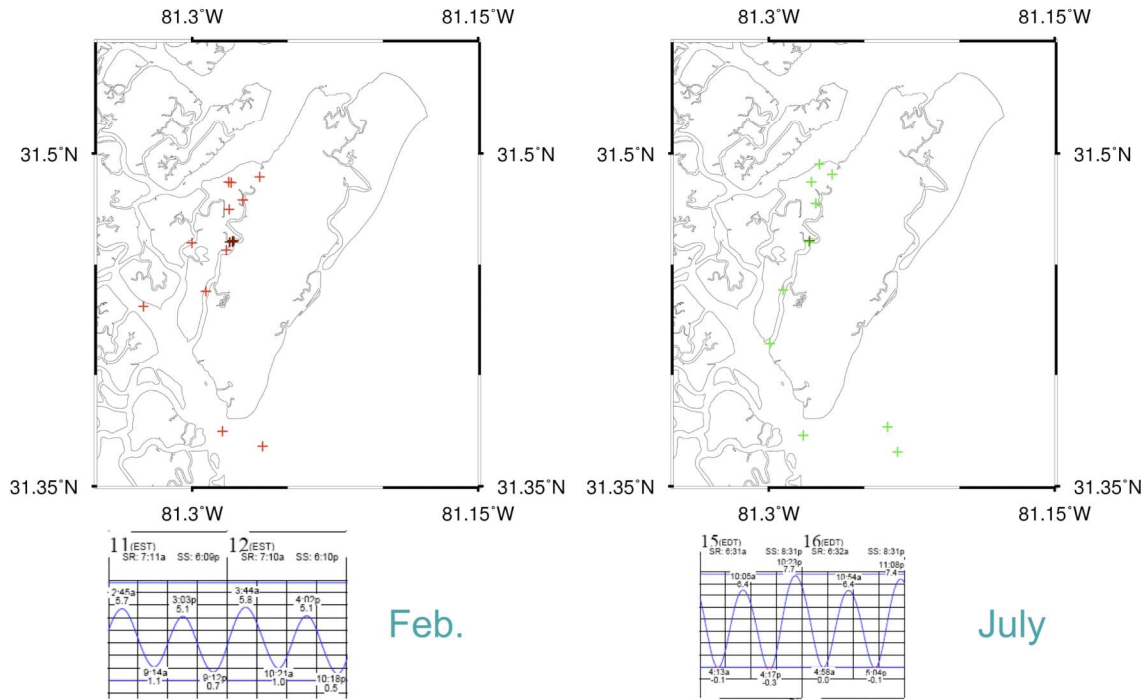 81.3˚W 81.15˚W
81.3˚W 81.15˚W
31.5˚N 31.5˚N 31.5˚N
31.35˚N 31.35˚N 31.35˚N
81.3˚W 81.15˚W
81.3˚W 81.15˚W
11(EST) 12(EST)
SR: 7:11a SS: 6:09p SR: 7:10a SS: 6:10p
2:45a
5.7
3:03p
5.1
3:44a
5.8
4:02p
5.1
9:14a
1.1
9:12p
0.7
10:21a
1.0
10:18p
0.5
Feb.
15(EDT) 16(EDT)
SR: 6:31a SS: 8:31p SR: 6:32a SS: 8:31p
10:05a
6.4
10:23p
7.7
10:54a
6.4
11:08p
7.4
4:13a
-0.1
4:17p
-0.3
4:58a
0.0
5:04p
-0.1
July